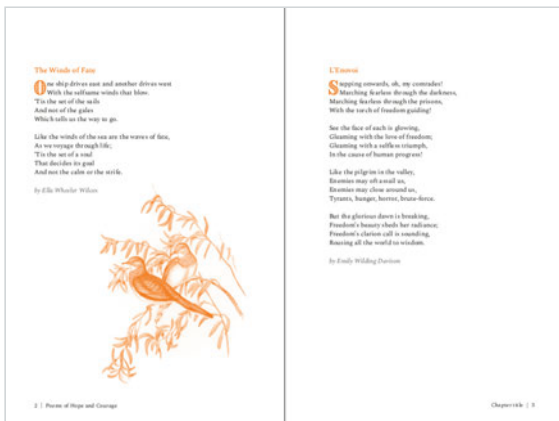 The Winds of Fate
One ship drives east and another drives west
With the selfsame winds that blow.
'Tis the set of the sails
And not of the gales
Which tells us the way to go.
Like the winds of the sea are the waves of fate,
As we voyage through life;
'Tis the set of a soul
That decides its goal
And not the calm or the strife.
by Ella Wheeler Wilcox
2 | Poems of Hope and Courage
L'Envoi
Stepping onwards, oh, my comrades!
Marching fearless through the darkness,
Marching fearless through the prisons,
With the torch of freedom guiding!
See the face of each is glowing,
Gleaming with the love of freedom;
Gleaming with a selfless triumph,
In the cause of human progress!
Like the pilgrim in the valley,
Enemies may oft assail us,
Enemies may close around us,
Tyrants, hunger, horror, brute-force.
But the glorious dawn is breaking,
Freedom's beauty sheds her radiance;
Freedom's clarion call is sounding,
Rousing all the world to wisdom.
by Emily Wilding Davison
Chapter title | 3